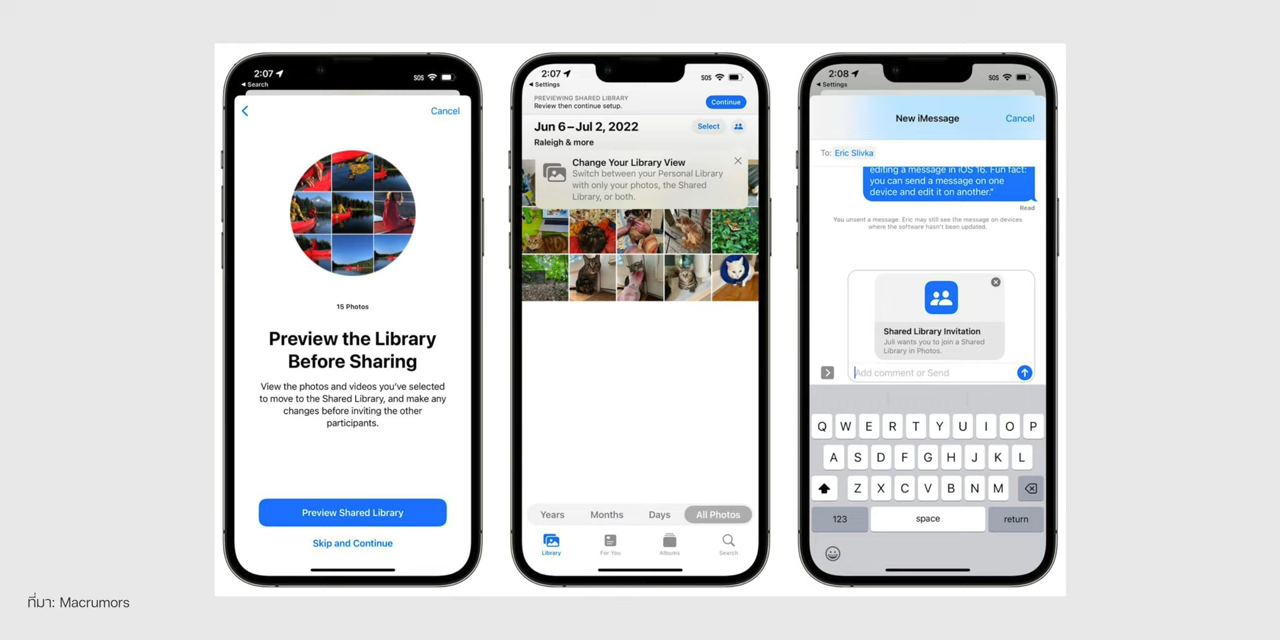 2:07
SOS
Search
Cancel
15 Photos
Preview the Library
Before Sharing
View the photos and videos you've selected
to move to the Shared Library, and make any
changes before inviting the other
participants.
Preview Shared Library
Skip and Continue
2:07
SOS
Settings
PREVIEWING SHARED LIBRARY
Review then continue setup.
Continue
Jun 6–Jul 2, 2022
Select
Raleigh & more
Change Your Library View
Switch between your Personal Library
with only your photos, the Shared
Library, or both.
Years Months Days All Photos
Library For You Albums Search
2:08
SOS
Settings
New iMessage
Cancel
To: Eric Slivka
editing a message in iOS 16. Fun fact:
you can send a message on one
device and edit it on another."
Read
You unsent a message. Eric may still see the message on devices
where the software hasn't been updated.
Shared Library Invitation
Juli wants you to join a Shared
Library in Photos.
Add comment or Send
Q W E R T Y U I O P
A S D F G H J K L
Z X C V B N M
123 space return
ที่มา: Macrumors